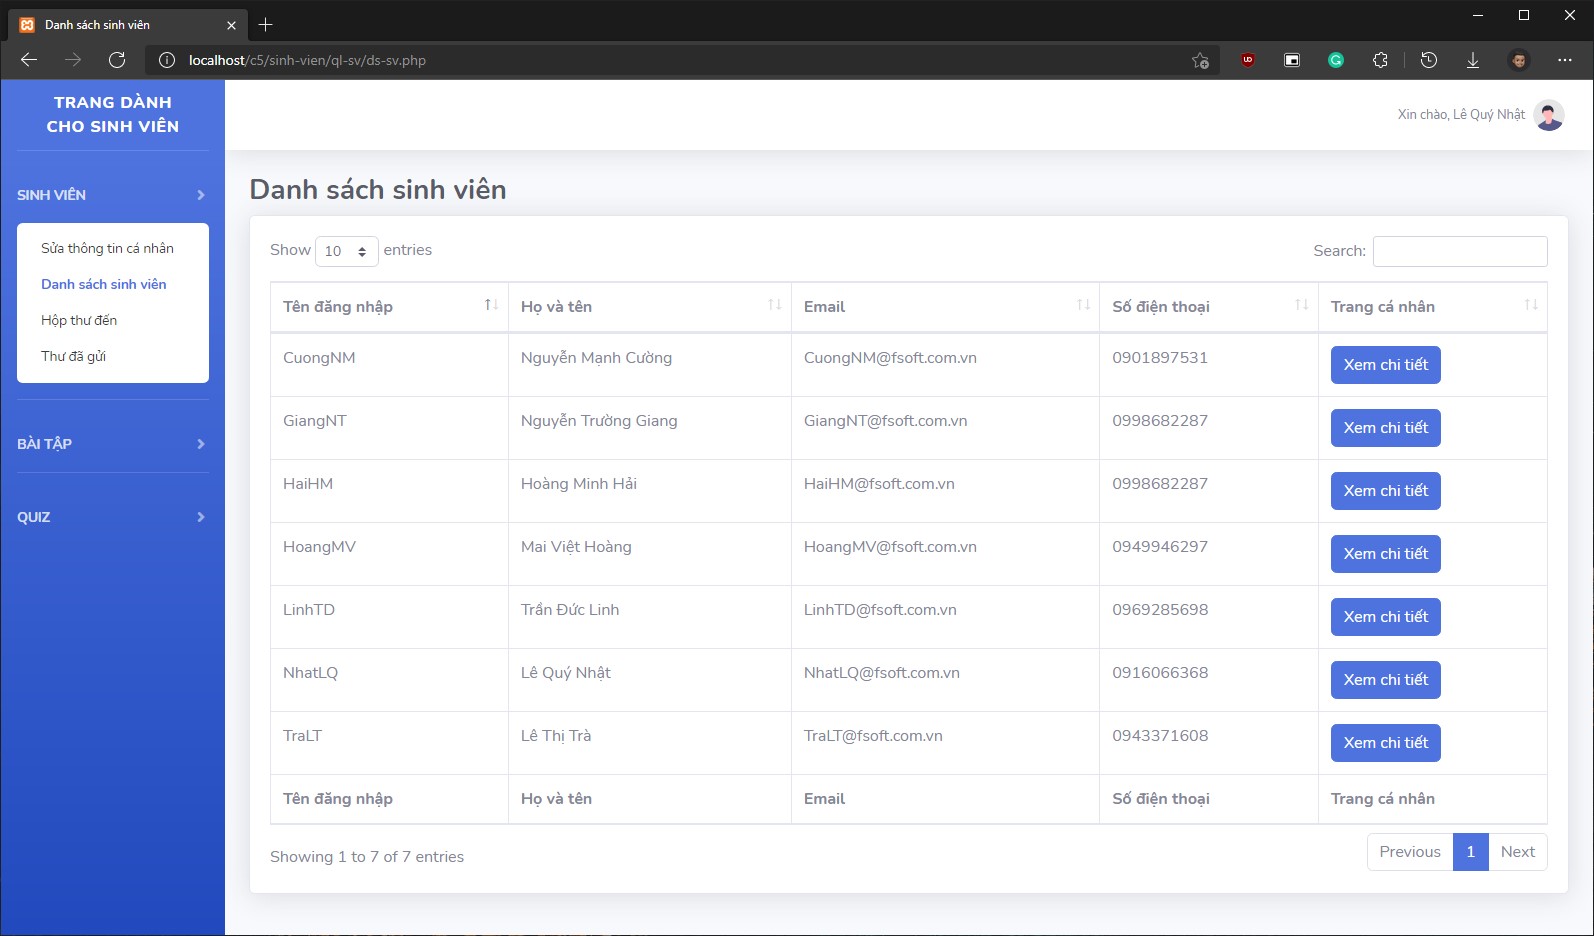 Danh sách sinh viên
localhost/c5/sinh-vien/ql-sv/ds-sv.php
TRANG DÀNH
CHO SINH VIÊN
Xin chào, Lê Quý Nhật
SINH VIÊN
Sửa thông tin cá nhân
Danh sách sinh viên
Hộp thư đến
Thư đã gửi
BÀI TẬP
QUIZ
Danh sách sinh viên
Show 10 entries
Search:
Tên đăng nhập Họ và tên Email Số điện thoại Trang cá nhân
CuongNM Nguyễn Mạnh Cường CuongNM@fsoft.com.vn 0901897531 Xem chi tiết
GiangNT Nguyễn Trường Giang GiangNT@fsoft.com.vn 0998682287 Xem chi tiết
HaiHM Hoàng Minh Hải HaiHM@fsoft.com.vn 0998682287 Xem chi tiết
HoangMV Mai Việt Hoàng HoangMV@fsoft.com.vn 0949946297 Xem chi tiết
LinhTD Trần Đức Linh LinhTD@fsoft.com.vn 0969285698 Xem chi tiết
NhatLQ Lê Quý Nhật NhatLQ@fsoft.com.vn 0916066368 Xem chi tiết
TraLT Lê Thị Trà TraLT@fsoft.com.vn 0943371608 Xem chi tiết
Tên đăng nhập Họ và tên Email Số điện thoại Trang cá nhân
Showing 1 to 7 of 7 entries
Previous 1 Next